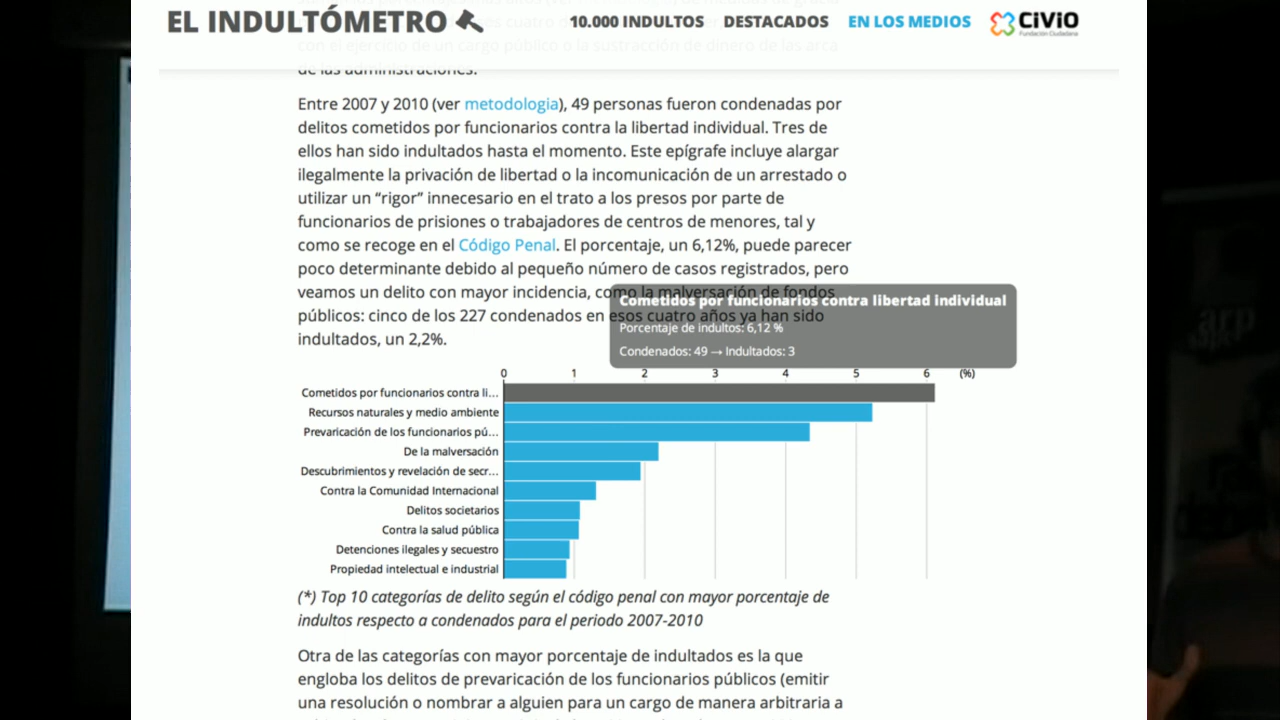 EL INDULTÓMETRO
10.000 INDULTOS DESTACADOS EN LOS MEDIOS CiViO
Fundación Ciudadana
con el ejercicio de un cargo público o la sustracción de dinero de las arca
de las administraciones.
Entre 2007 y 2010 (ver metodologia), 49 personas fueron condenadas por
delitos cometidos por funcionarios contra la libertad individual. Tres de
ellos han sido indultados hasta el momento. Este epígrafe incluye alargar
ilegalmente la privación de libertad o la incomunicación de un arrestado o
utilizar un “rigor” innecesario en el trato a los presos por parte de
funcionarios de prisiones o trabajadores de centros de menores, tal y
como se recoge en el Código Penal. El porcentaje, un 6,12%, puede parecer
poco determinante debido al pequeño número de casos registrados, pero
veamos un delito con mayor incidencia, como la malversación de fondos
públicos: cinco de los 227 condenados en esos cuatro años ya han sido
indultados, un 2,2%.
Cometidos por funcionarios contra libertad individual
Porcentaje de indultos: 6,12 %
Condenados: 49 → Indultados: 3
0 1 2 3 4 5 6 (%)
Cometidos por funcionarios contra li...
Recursos naturales y medio ambiente
Prevaricación de los funcionarios pú...
De la malversación
Descubrimientos y revelación de secr...
Contra la Comunidad Internacional
Delitos societarios
Contra la salud pública
Detenciones ilegales y secuestro
Propiedad intelectual e industrial
(*) Top 10 categorías de delito según el código penal con mayor porcentaje de
indultos respecto a condenados para el periodo 2007-2010
Otra de las categorías con mayor porcentaje de indultados es la que
engloba los delitos de prevaricación de los funcionarios públicos (emitir
una resolución o nombrar a alguien para un cargo de manera arbitraria a
arp